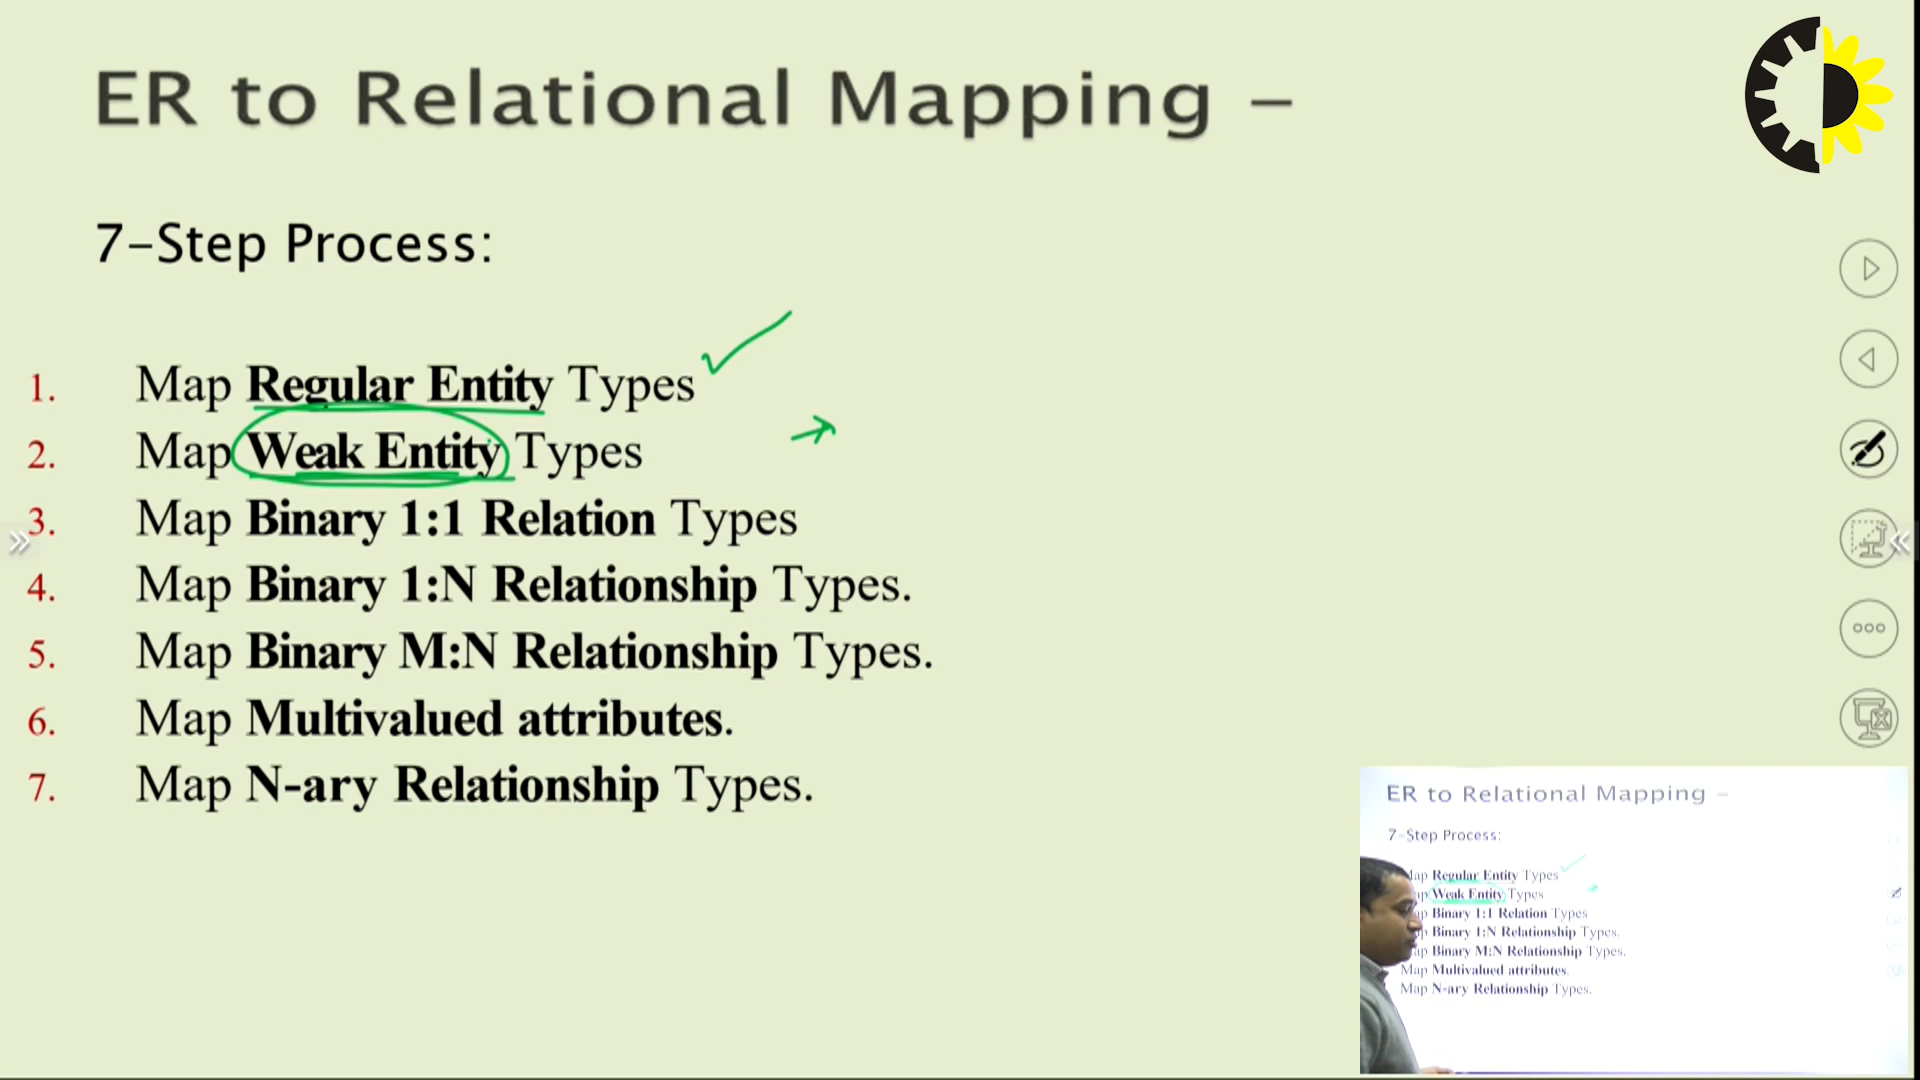 ER to Relational Mapping –
7-Step Process:
1. Map Regular Entity Types
2. Map Weak Entity Types
3. Map Binary 1:1 Relation Types
4. Map Binary 1:N Relationship Types.
5. Map Binary M:N Relationship Types.
6. Map Multivalued attributes.
7. Map N-ary Relationship Types.
ER to Relational Mapping –
7-Step Process:
Regular Entity Types
Weak Entity Types
Binary 1:1 Relation Types
Binary 1:N Relationship Types.
Binary M:N Relationship Types.
Map Multivalued attributes.
Map N-ary Relationship Types.